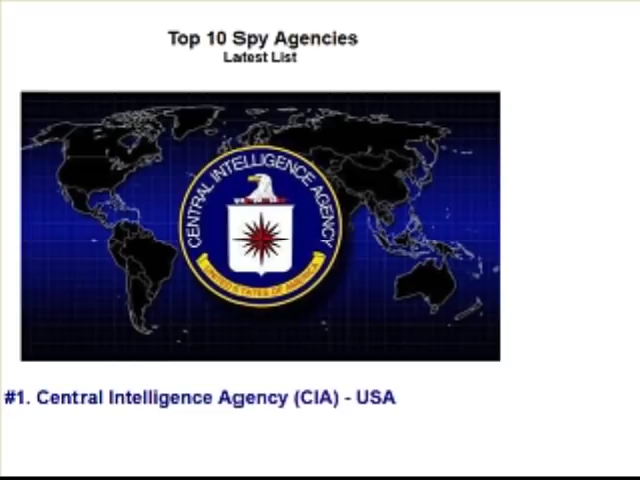 Top 10 Spy Agencies
Latest List
CENTRAL INTELLIGENCE AGENCY
UNITED STATES OF AMERICA
#1. Central Intelligence Agency (CIA) - USA